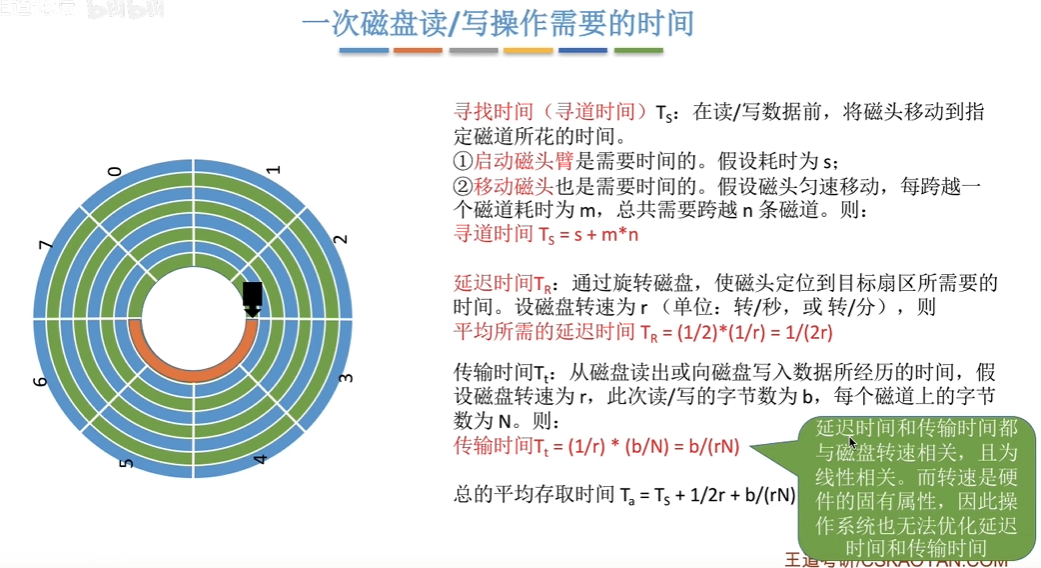 一次磁盘读/写操作需要的时间
0
1
2
3
4
5
6
7
寻找时间（寻道时间）TS：在读/写数据前，将磁头移动到指
定磁道所花的时间。
①启动磁头臂是需要时间的。假设耗时为 s；
②移动磁头也是需要时间的。假设磁头匀速移动，每跨越一
个磁道耗时为 m，总共需要跨越 n 条磁道。则：
寻道时间 TS = s + m*n
延迟时间TR：通过旋转磁盘，使磁头定位到目标扇区所需要的
时间。设磁盘转速为 r （单位：转/秒，或 转/分），则
平均所需的延迟时间 TR = (1/2)*(1/r) = 1/(2r)
传输时间Tt：从磁盘读出或向磁盘写入数据所经历的时间，假
设磁盘转速为 r，此次读/写的字节数为 b，每个磁道上的字节
数为 N。则：
传输时间Tt = (1/r) * (b/N) = b/(rN)
总的平均存取时间 Ta = TS + 1/2r + b/(rN)
延迟时间和传输时间都
与磁盘转速相关，且为
线性相关。而转速是硬
件的固有属性，因此操
作系统也无法优化延迟
时间和传输时间
王道考研/CSKAOYAN.COM